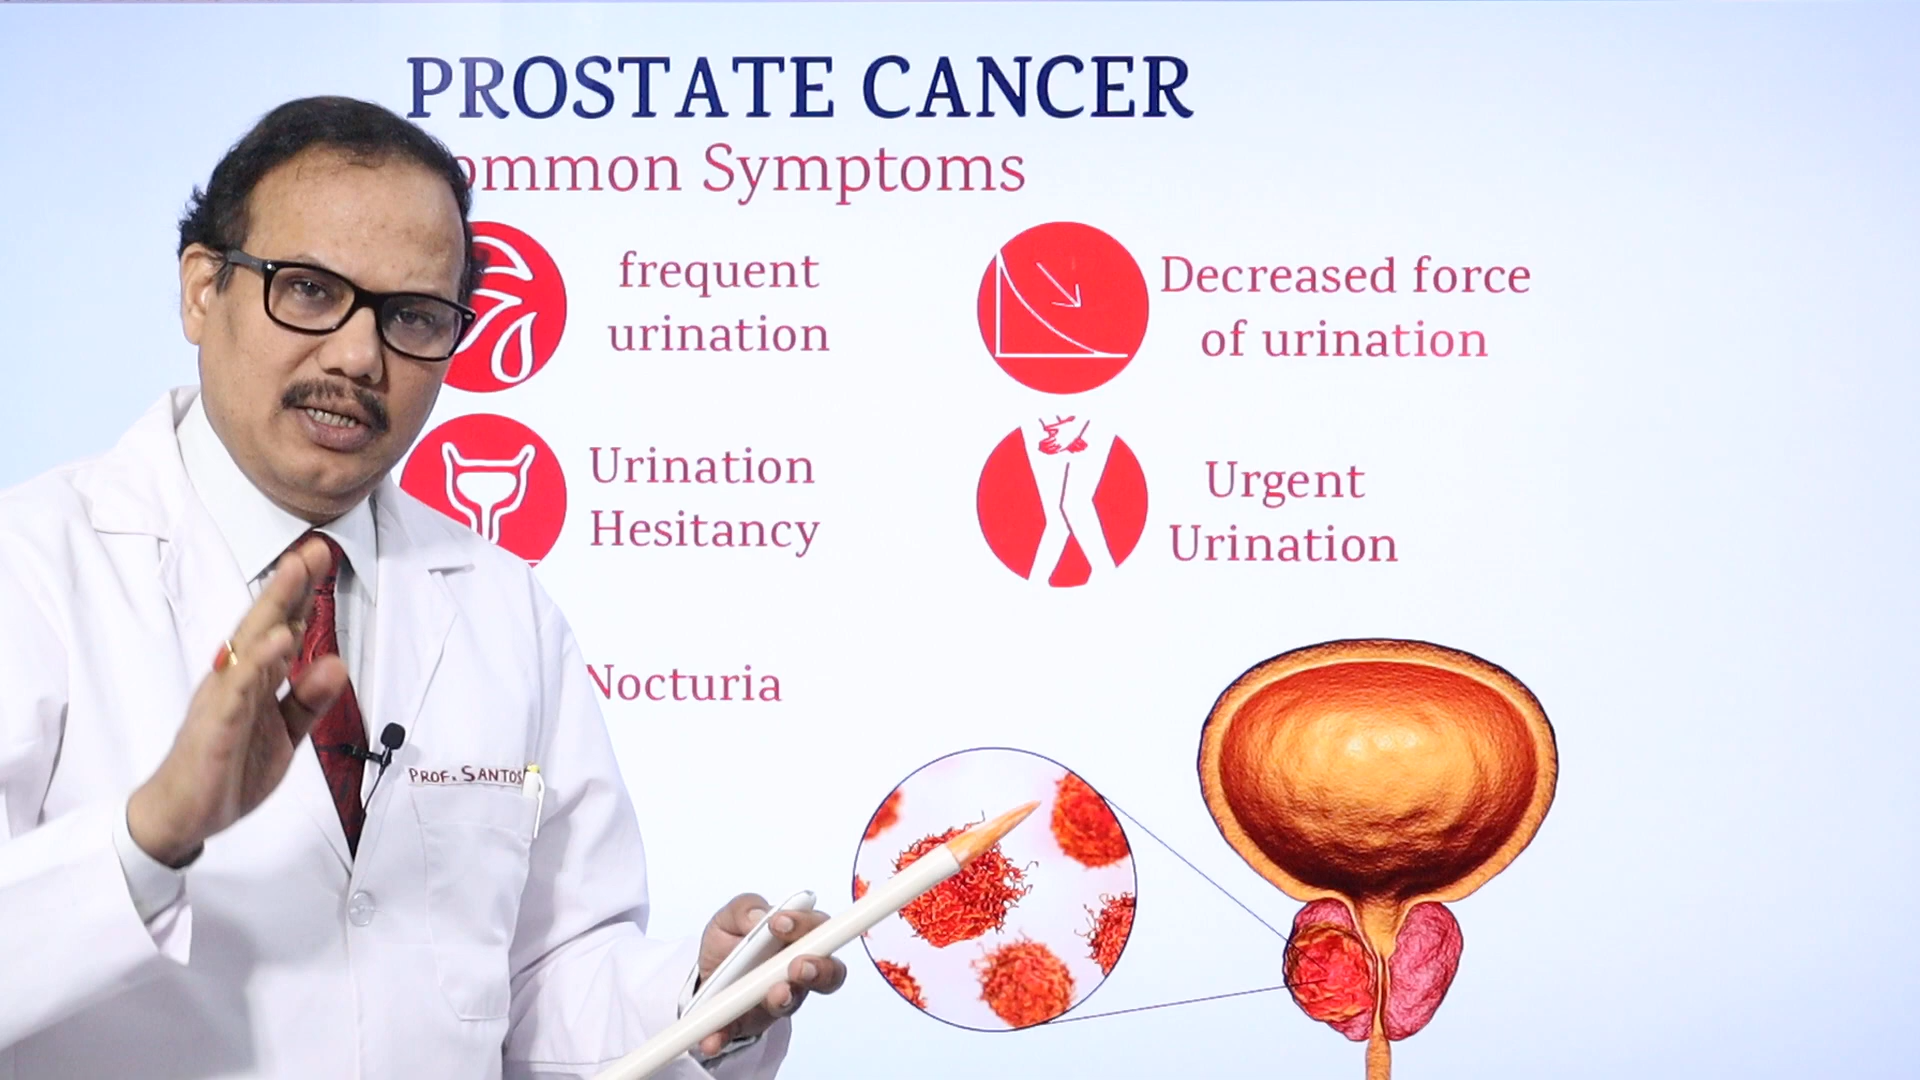 PROSTATE CANCER
ommon Symptoms
frequent
urination
Decreased force
of urination
Urination
Hesitancy
Urgent
Urination
Nocturia
PROF. SANTOS